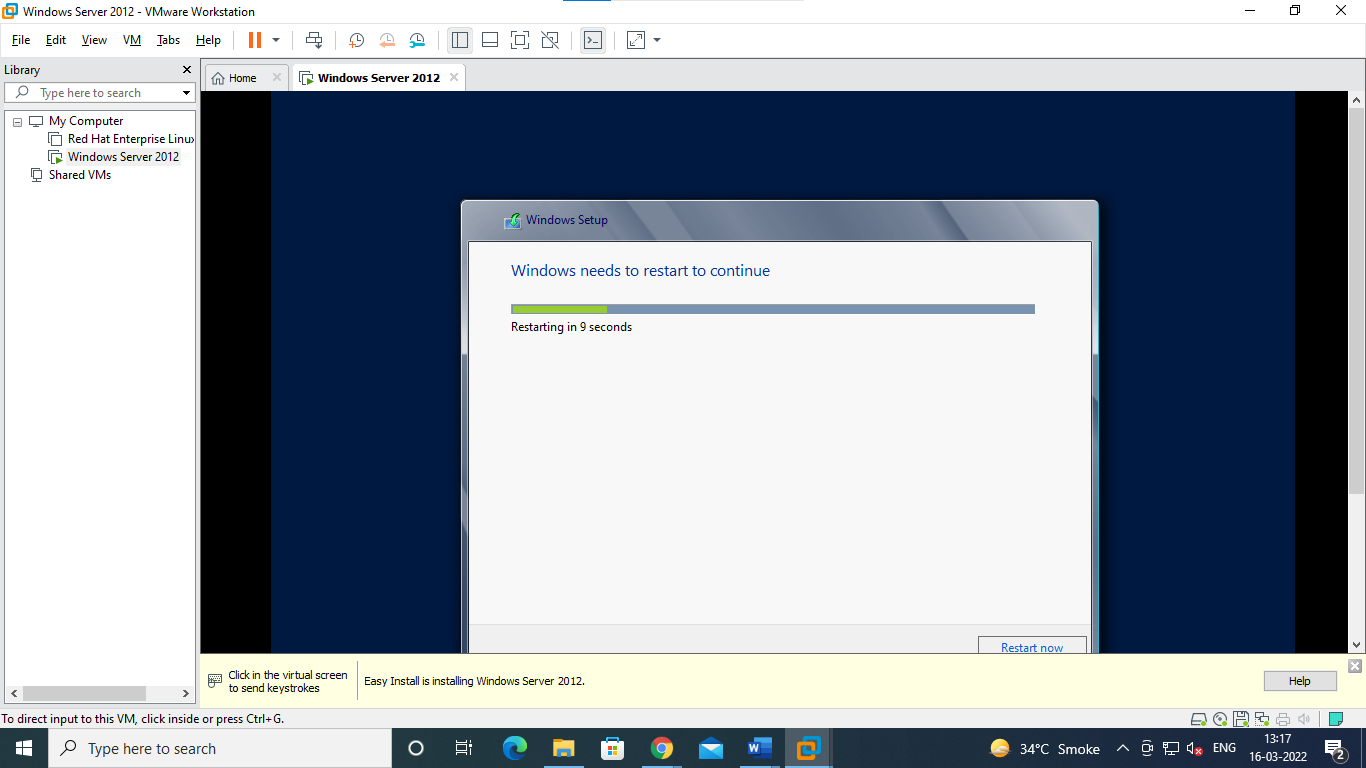 Windows Server 2012 - VMware Workstation
File Edit View VM Tabs Help
Library
Type here to search
Home
Windows Server 2012
My Computer
Red Hat Enterprise Linux
Windows Server 2012
Shared VMs
Windows Setup
Windows needs to restart to continue
Restarting in 9 seconds
Restart now
Click in the virtual screen
to send keystrokes
Easy Install is installing Windows Server 2012.
Help
To direct input to this VM, click inside or press Ctrl+G.
Type here to search
34°C Smoke
ENG
13:17
16-03-2022
2